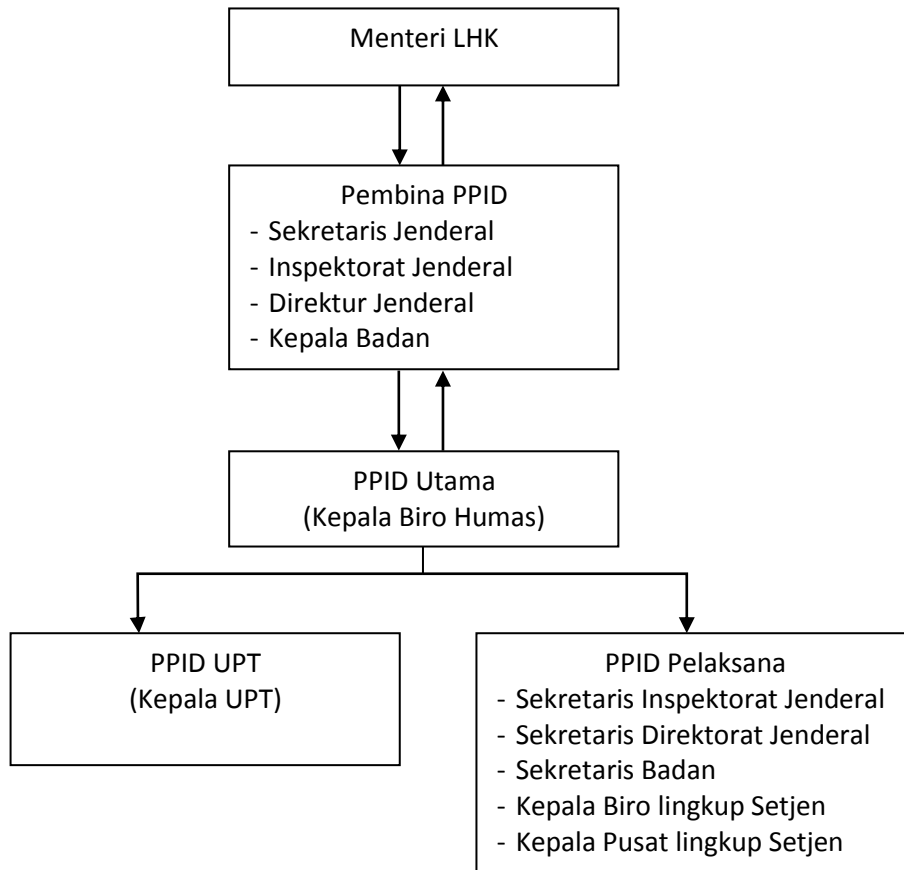 Menteri LHK
Pembina PPID
- Sekretaris Jenderal
- Inspektorat Jenderal
- Direktur Jenderal
- Kepala Badan
PPID Utama
(Kepala Biro Humas)
PPID UPT
(Kepala UPT)
PPID Pelaksana
- Sekretaris Inspektorat Jenderal
- Sekretaris Direktorat Jenderal
- Sekretaris Badan
- Kepala Biro lingkup Setjen
- Kepala Pusat lingkup Setjen